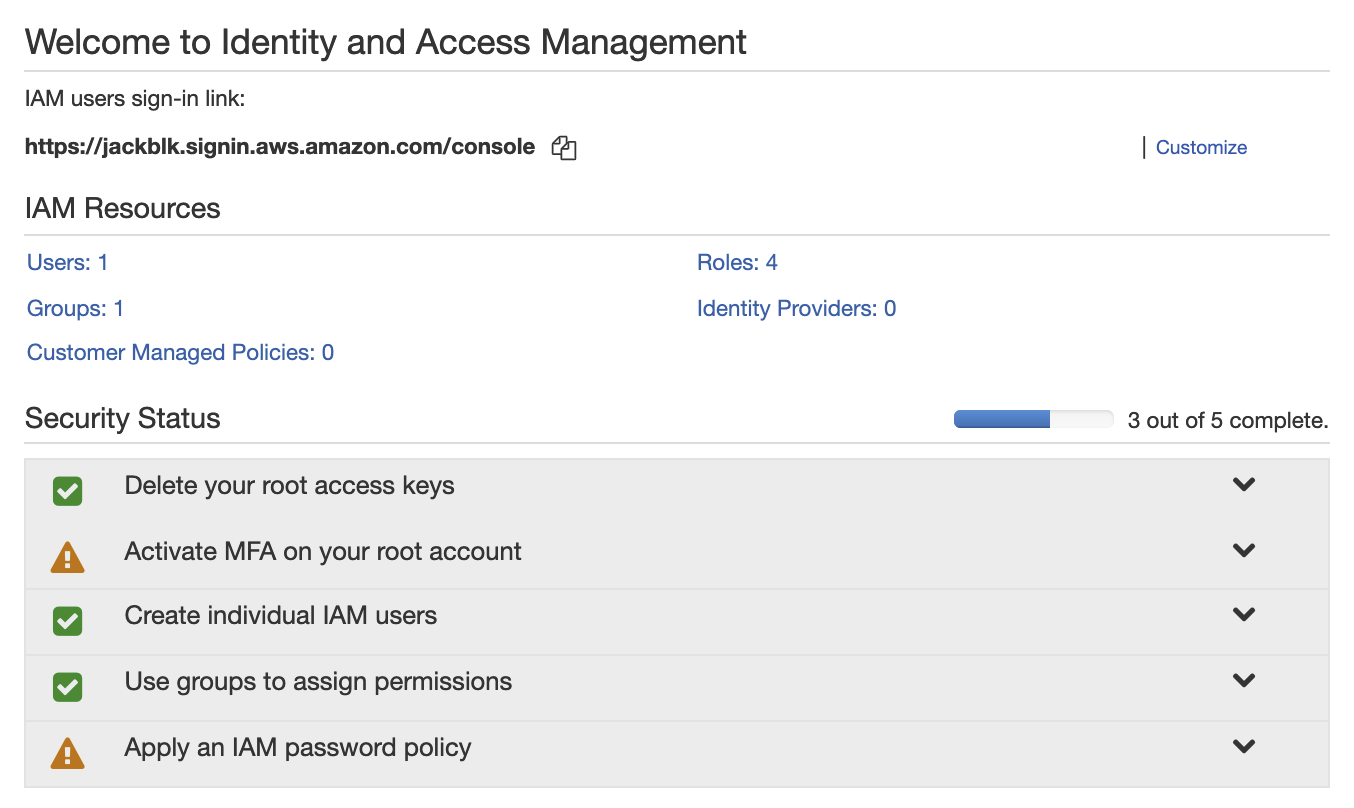 Welcome to Identity and Access Management
IAM users sign-in link:
https://jackblk.signin.aws.amazon.com/console
| Customize
IAM Resources
Users: 1
Roles: 4
Groups: 1
Identity Providers: 0
Customer Managed Policies: 0
Security Status
3 out of 5 complete.
Delete your root access keys
Activate MFA on your root account
Create individual IAM users
Use groups to assign permissions
Apply an IAM password policy